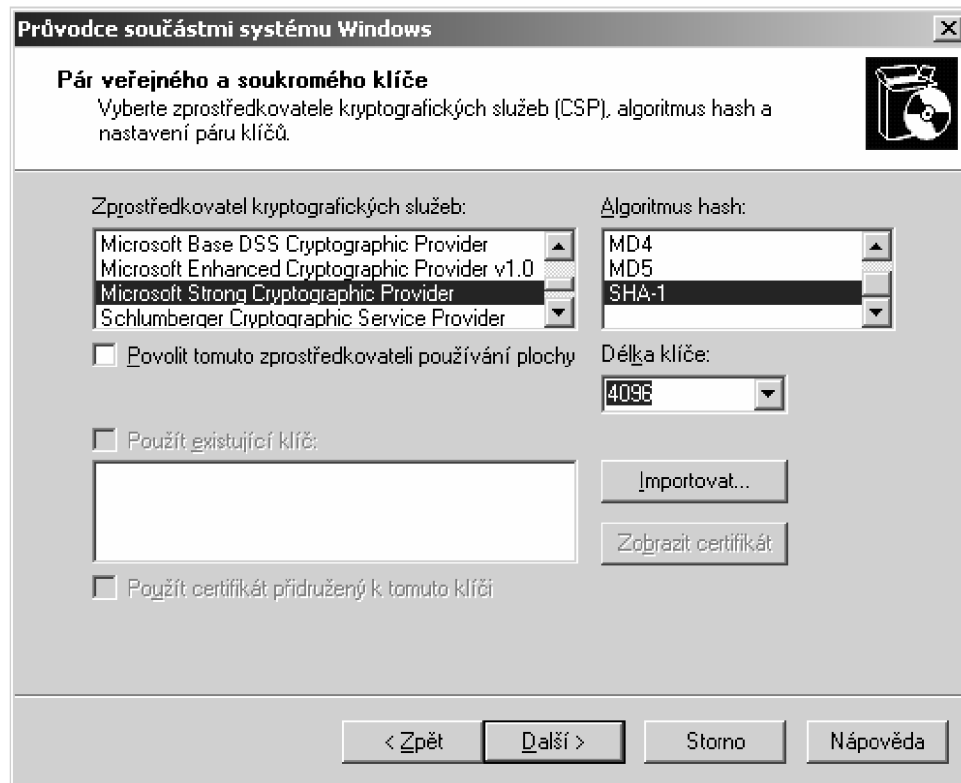 Průvodce součástmi systému Windows
Pár veřejného a soukromého klíče
Vyberte zprostředkovatele kryptografických služeb (CSP), algoritmus hash a
nastavení páru klíčů.
Zprostředkovatel kryptografických služeb:
Microsoft Base DSS Cryptographic Provider
Microsoft Enhanced Cryptographic Provider v1.0
Microsoft Strong Cryptographic Provider
Schlumberger Cryptographic Service Provider
Povolit tomuto zprostředkovateli používání plochy
Algoritmus hash:
MD4
MD5
SHA-1
Délka klíče:
4096
Použít existující klíč:
Importovat...
Zobrazit certifikát
Použít certifikát přidružený k tomuto klíči
< Zpět
Další >
Storno
Nápověda